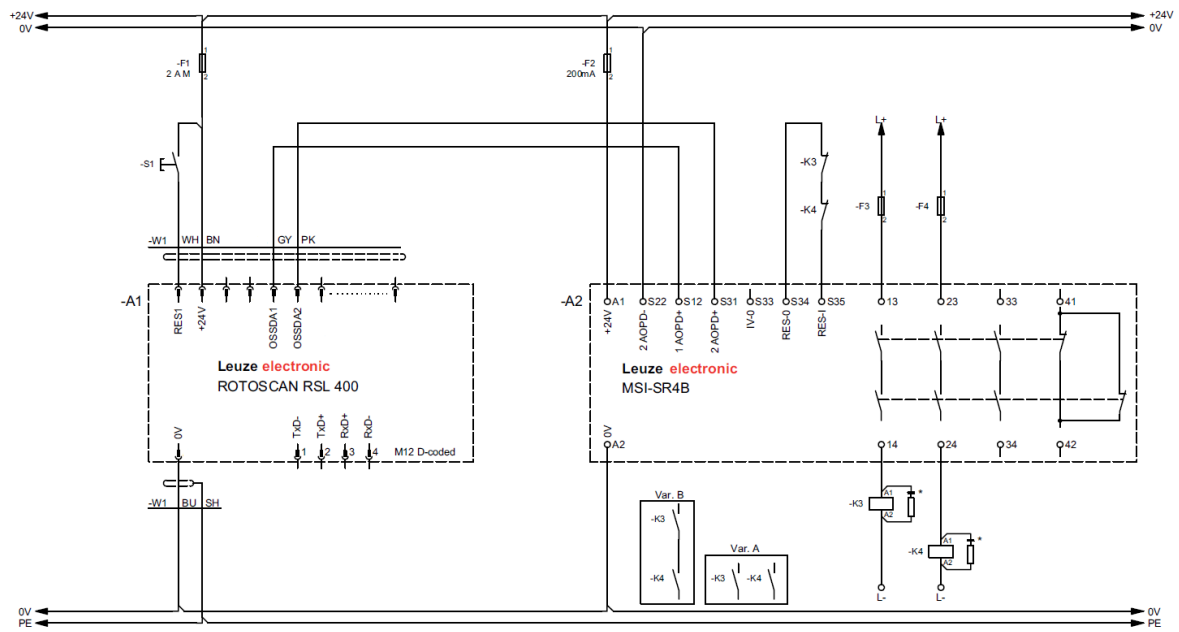 +24V
0V
+24V
0V
-F1
2 A M
1
2
-F2
200mA
1
2
L+
L+
-S1
-K3
-K4
-F3
1
2
-F4
1
2
-W1 WH BN GY PK
-A1
RES1
+24V
OSSDA1
OSSDA2
Leuze electronic
ROTOSCAN RSL 400
0V
TxD-
TxD+
RxD+
RxD-
1 2 3 4
M12 D-coded
-W1 BU SH
-A2
A1 S22 S12 S31 S33 S34 S35 13 23 33 41
+24V
2 AOPD-
1 AOPD+
2 AOPD+
IV-0
RES-0
RES-I
Leuze electronic
MSI-SR4B
0V
A2 14 24 34 42
Var. B
-K3
-K4
Var. A
-K3 -K4
-K3
A1
A2
*
-K4
A1
A2
*
L-
L-
0V
PE
0V
PE